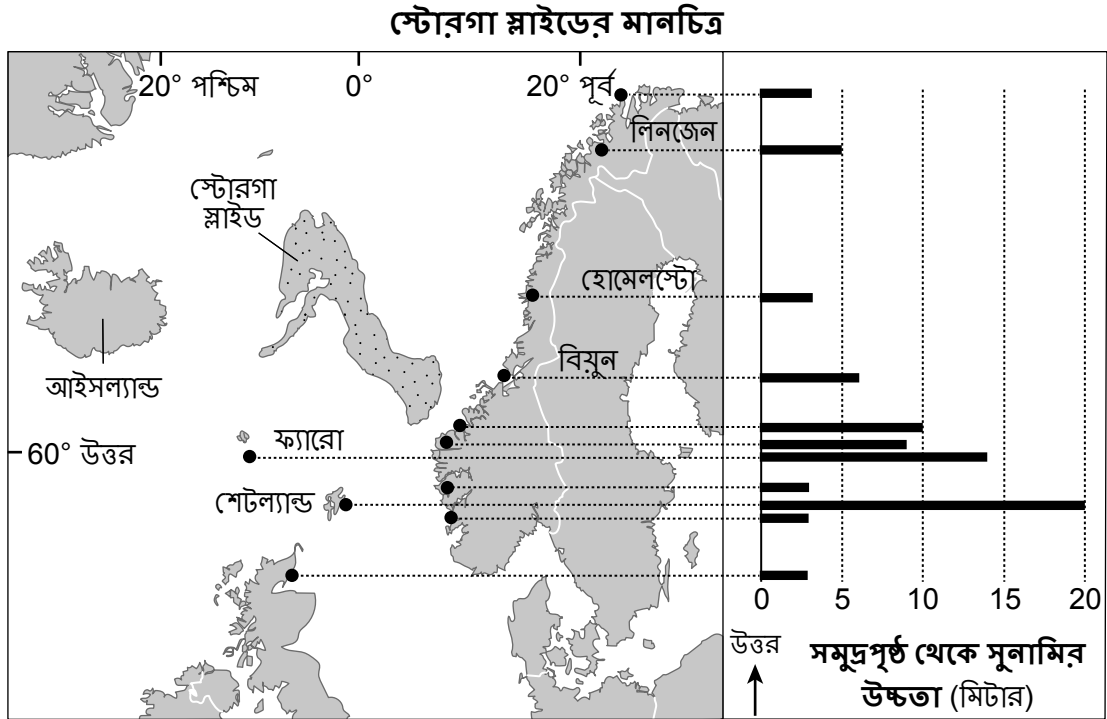 স্টোরগা স্লাইডের মানচিত্র
20° পশ্চিম
0°
20° পূর্ব
লিনজেন
স্টোরগা
স্লাইড
হোমেলস্টো
আইসল্যান্ড
বিয়ুন
60° উত্তর
ফ্যারো
শেটল্যান্ড
0 5 10 15 20
উত্তর
সমুদ্রপৃষ্ঠ থেকে সুনামির
উচ্চতা (মিটার)